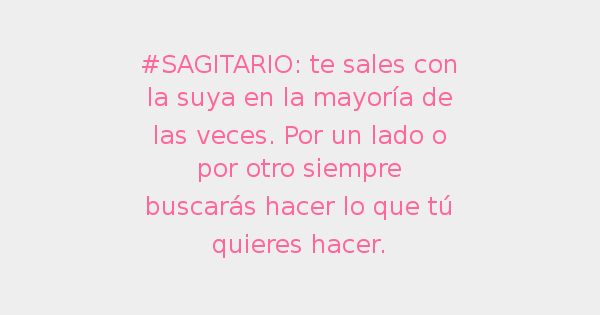 #SAGITARIO: te sales con
la suya en la mayoría de
las veces. Por un lado o
por otro siempre
buscarás hacer lo que tú
quieres hacer.